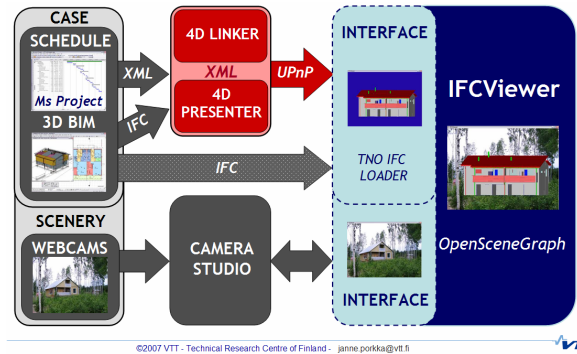 CASE
SCHEDULE
Ms Project
3D BIM
XML
IFC
4D LINKER
XML
4D
PRESENTER
UPnP
IFC
INTERFACE
TNO IFC
LOADER
IFCViewer
OpenSceneGraph
SCENERY
WEBCAMS
CAMERA
STUDIO
INTERFACE
©2007 VTT - Technical Research Centre of Finland - janne.porkka@vtt.fi